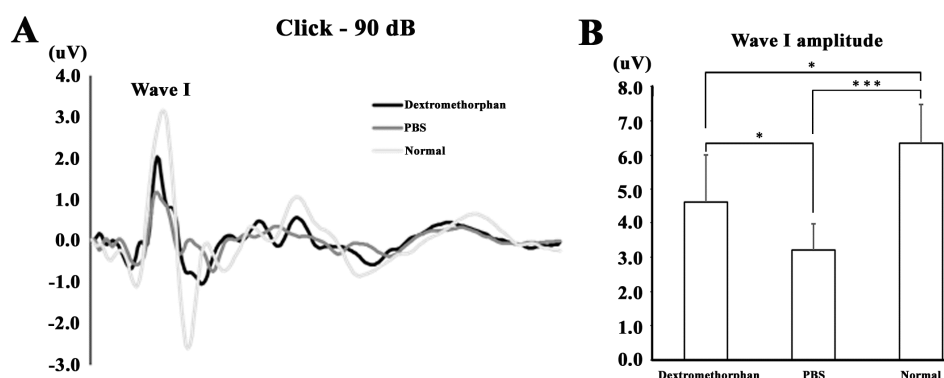 A
Click - 90 dB
(uV)
4.0
3.0
2.0
1.0
0.0
-1.0
-2.0
-3.0
Wave I
Dextromethorphan
PBS
Normal
B
Wave I amplitude
(uV)
8.0
7.0
6.0
5.0
4.0
3.0
2.0
1.0
0.0
*
***
*
Dextromethorphan PBS Normal